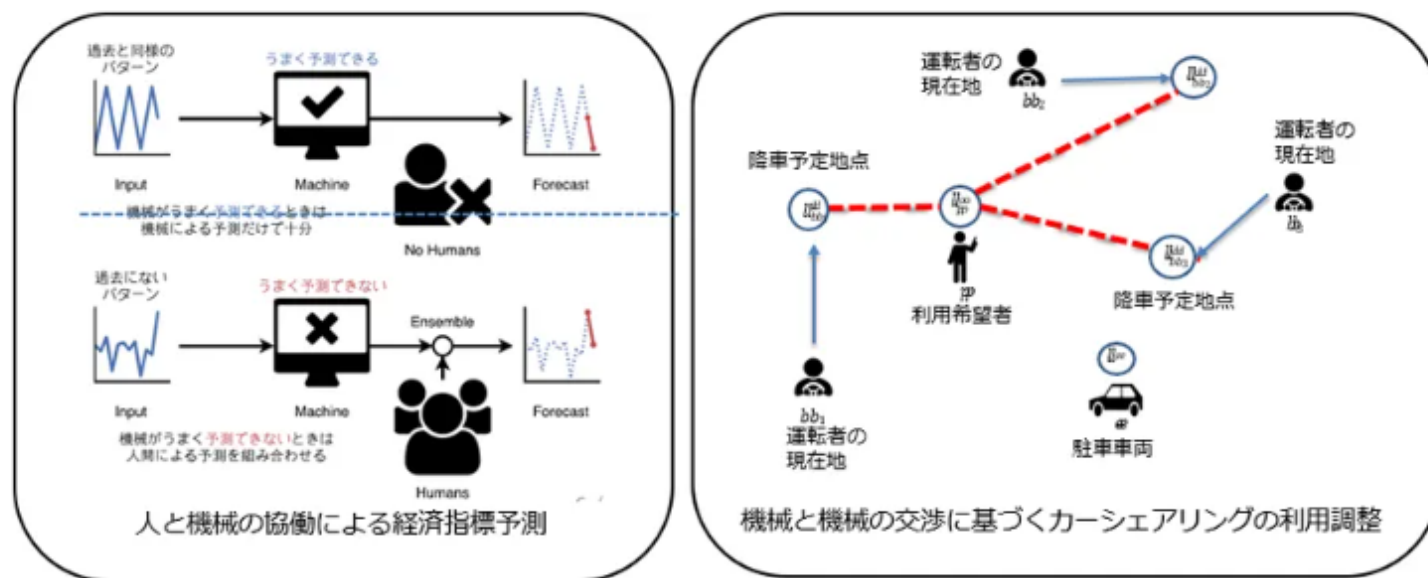 過去と同様の
パターン
うまく予測できる
Input
Machine
Forecast
機械がうまく予測できるときは
機械による予測だけで十分
No Humans
過去にない
パターン
うまく予測できない
Ensemble
Input
Machine
Forecast
機械がうまく予測できないときは
人間による予測を組み合わせる
Humans
人と機械の協働による経済指標予測
運転者の
現在地
bb₂
運転者の
現在地
降車予定地点
利用希望者
降車予定地点
bb₁
運転者の
現在地
駐車車両
機械と機械の交渉に基づくカーシェアリングの利用調整